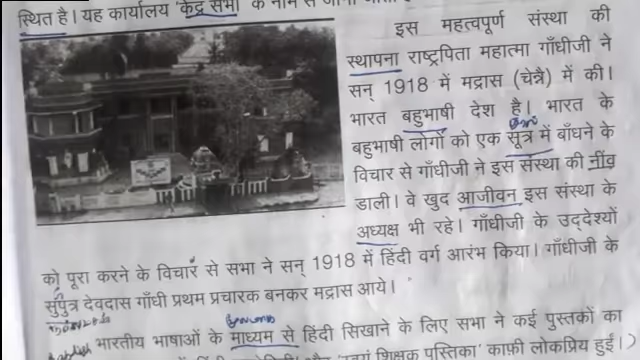 स्थित है। यह कार्यालय 'केंद्र सभा' के नाम से
इस महत्वपूर्ण संस्था की
स्थापना राष्ट्रपिता महात्मा गाँधीजी ने
सन् 1918 में मद्रास (चेन्नै) में की।
भारत बहुभाषी देश है। भारत के
बहुभाषी लोगों को एक सूत्र में बाँधने के
विचार से गाँधीजी ने इस संस्था की नींव
डाली। वे खुद आजीवन इस संस्था के
अध्यक्ष भी रहे। गाँधीजी के उद्देश्यों
को पूरा करने के विचार से सभा ने सन् 1918 में हिंदी वर्ग आरंभ किया। गाँधीजी के
सुपुत्र देवदास गाँधी प्रथम प्रचारक बनकर मद्रास आये।
भारतीय भाषाओं के माध्यम से हिंदी सिखाने के लिए सभा ने कई पुस्तकों का
शिक्षक पुस्तिका' काफ़ी लोकप्रिय हुई।